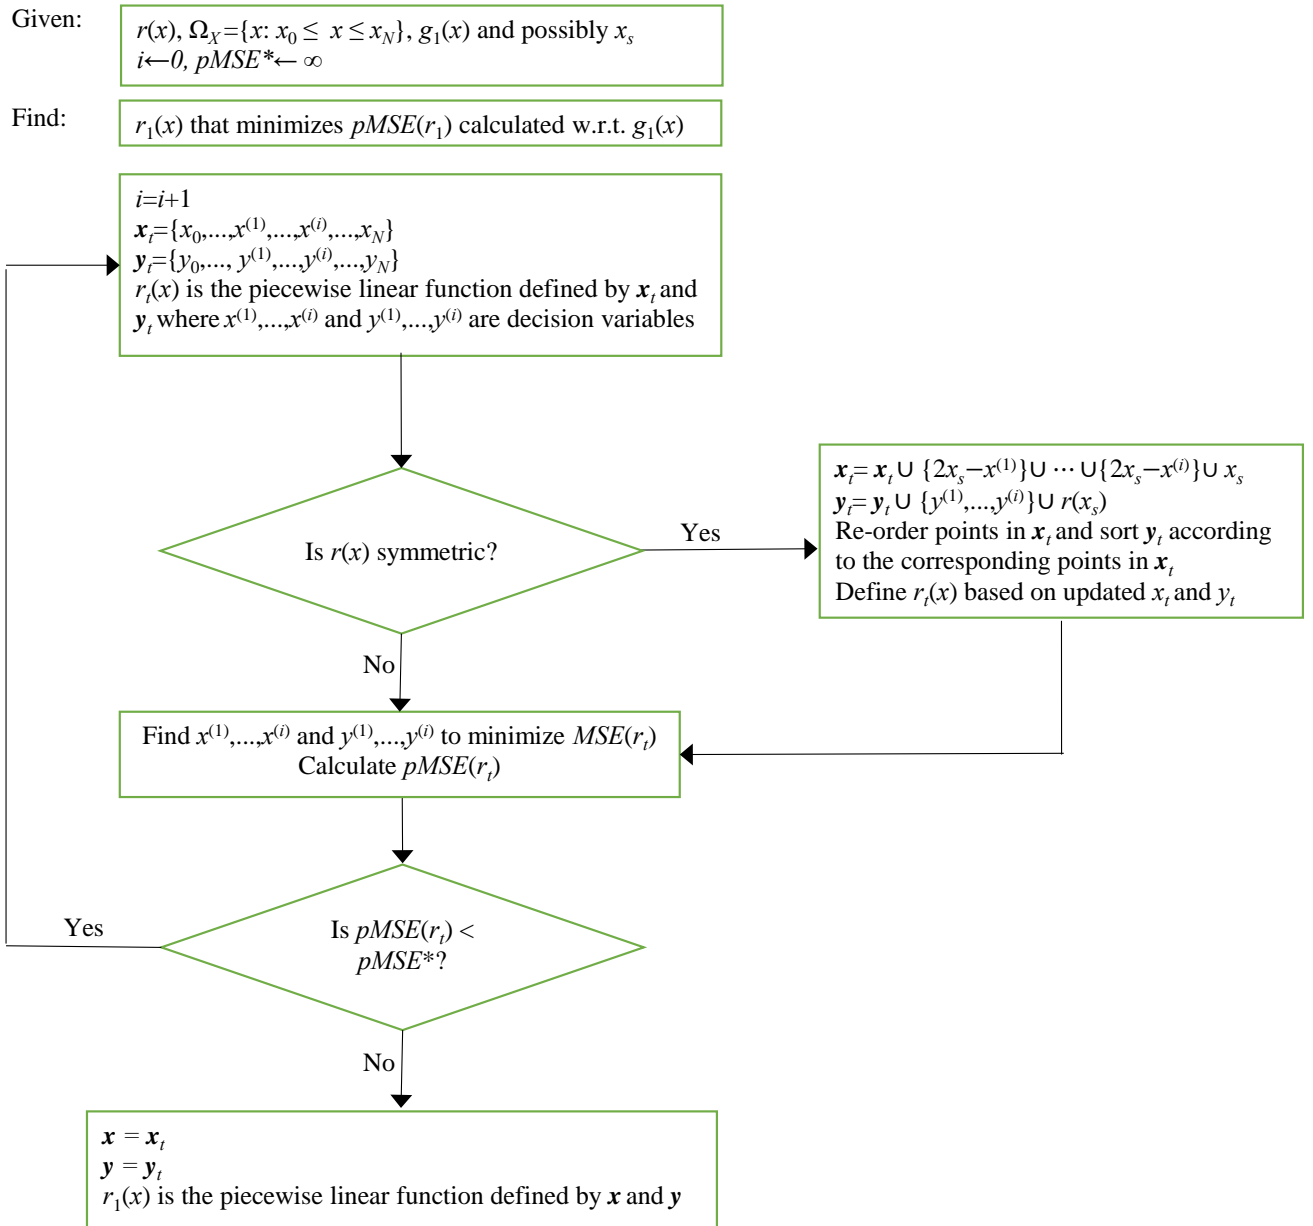 Given:
r(x), Ω_X={x: x_0 ≤ x ≤ x_N}, g_1(x) and possibly x_s
i←0, pMSE*← ∞
Find:
r_1(x) that minimizes pMSE(r_1) calculated w.r.t. g_1(x)
i=i+1
x_t={x_0,...,x^(1),...,x^(i),...,x_N}
y_t={y_0,..., y^(1),...,y^(i),...,y_N}
r_t(x) is the piecewise linear function defined by x_t and
y_t where x^(1),...,x^(i) and y^(1),...,y^(i) are decision variables
Is r(x) symmetric?
Yes
x_t= x_t ∪ {2x_s−x^(1)}∪ ⋯ ∪{2x_s−x^(i)}∪ x_s
y_t= y_t ∪ {y^(1),...,y^(i)}∪ r(x_s)
Re-order points in x_t and sort y_t according
to the corresponding points in x_t
Define r_t(x) based on updated x_t and y_t
No
Find x^(1),...,x^(i) and y^(1),...,y^(i) to minimize MSE(r_t)
Calculate pMSE(r_t)
Yes
Is pMSE(r_t) <
pMSE*?
No
x = x_t
y = y_t
r_1(x) is the piecewise linear function defined by x and y